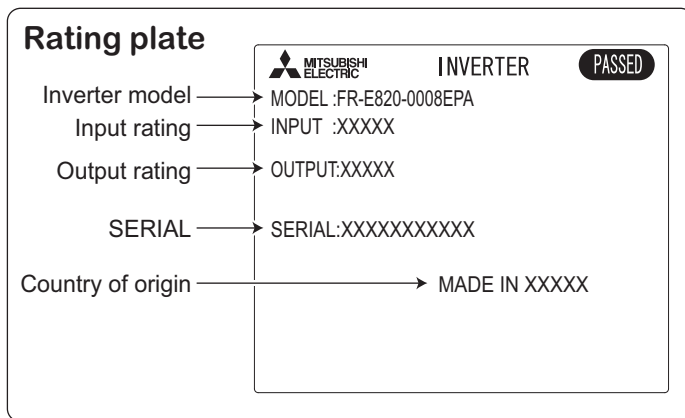 Rating plate
MITSUBISHI
ELECTRIC
INVERTER
PASSED
Inverter model
MODEL :FR-E820-0008EPA
Input rating
INPUT :XXXXX
Output rating
OUTPUT:XXXXX
SERIAL
SERIAL:XXXXXXXXXXX
Country of origin
MADE IN XXXXX